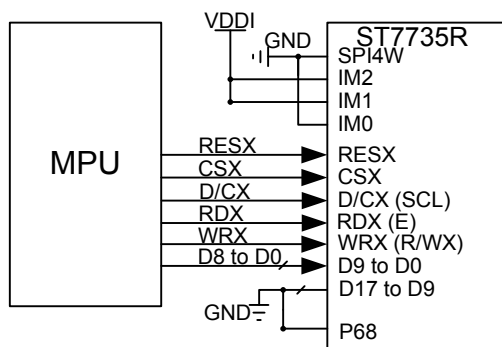 VDDI
GND
ST7735R
SPI4W
IM2
IM1
IM0
MPU
RESX
RESX
CSX
CSX
D/CX
D/CX (SCL)
RDX
RDX (E)
WRX
WRX (R/WX)
D8 to D0
D9 to D0
D17 to D9
GND
P68